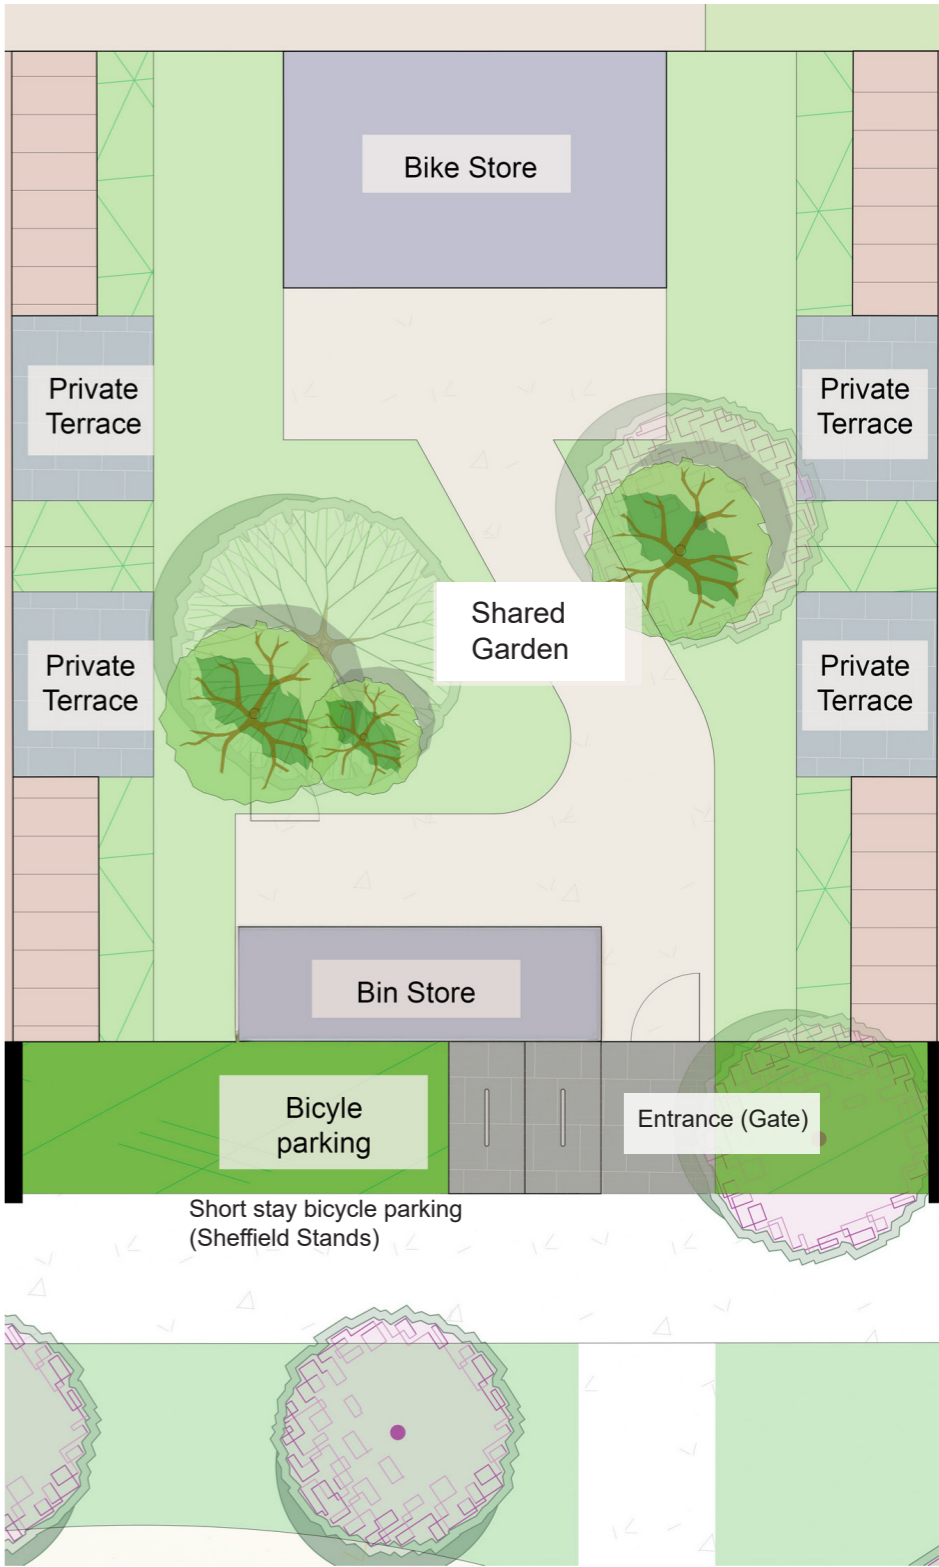 Bike Store
Private
Terrace
Private
Terrace
Shared
Garden
Private
Terrace
Private
Terrace
Bin Store
Bicyle
parking
Entrance (Gate)
Short stay bicycle parking
(Sheffield Stands)